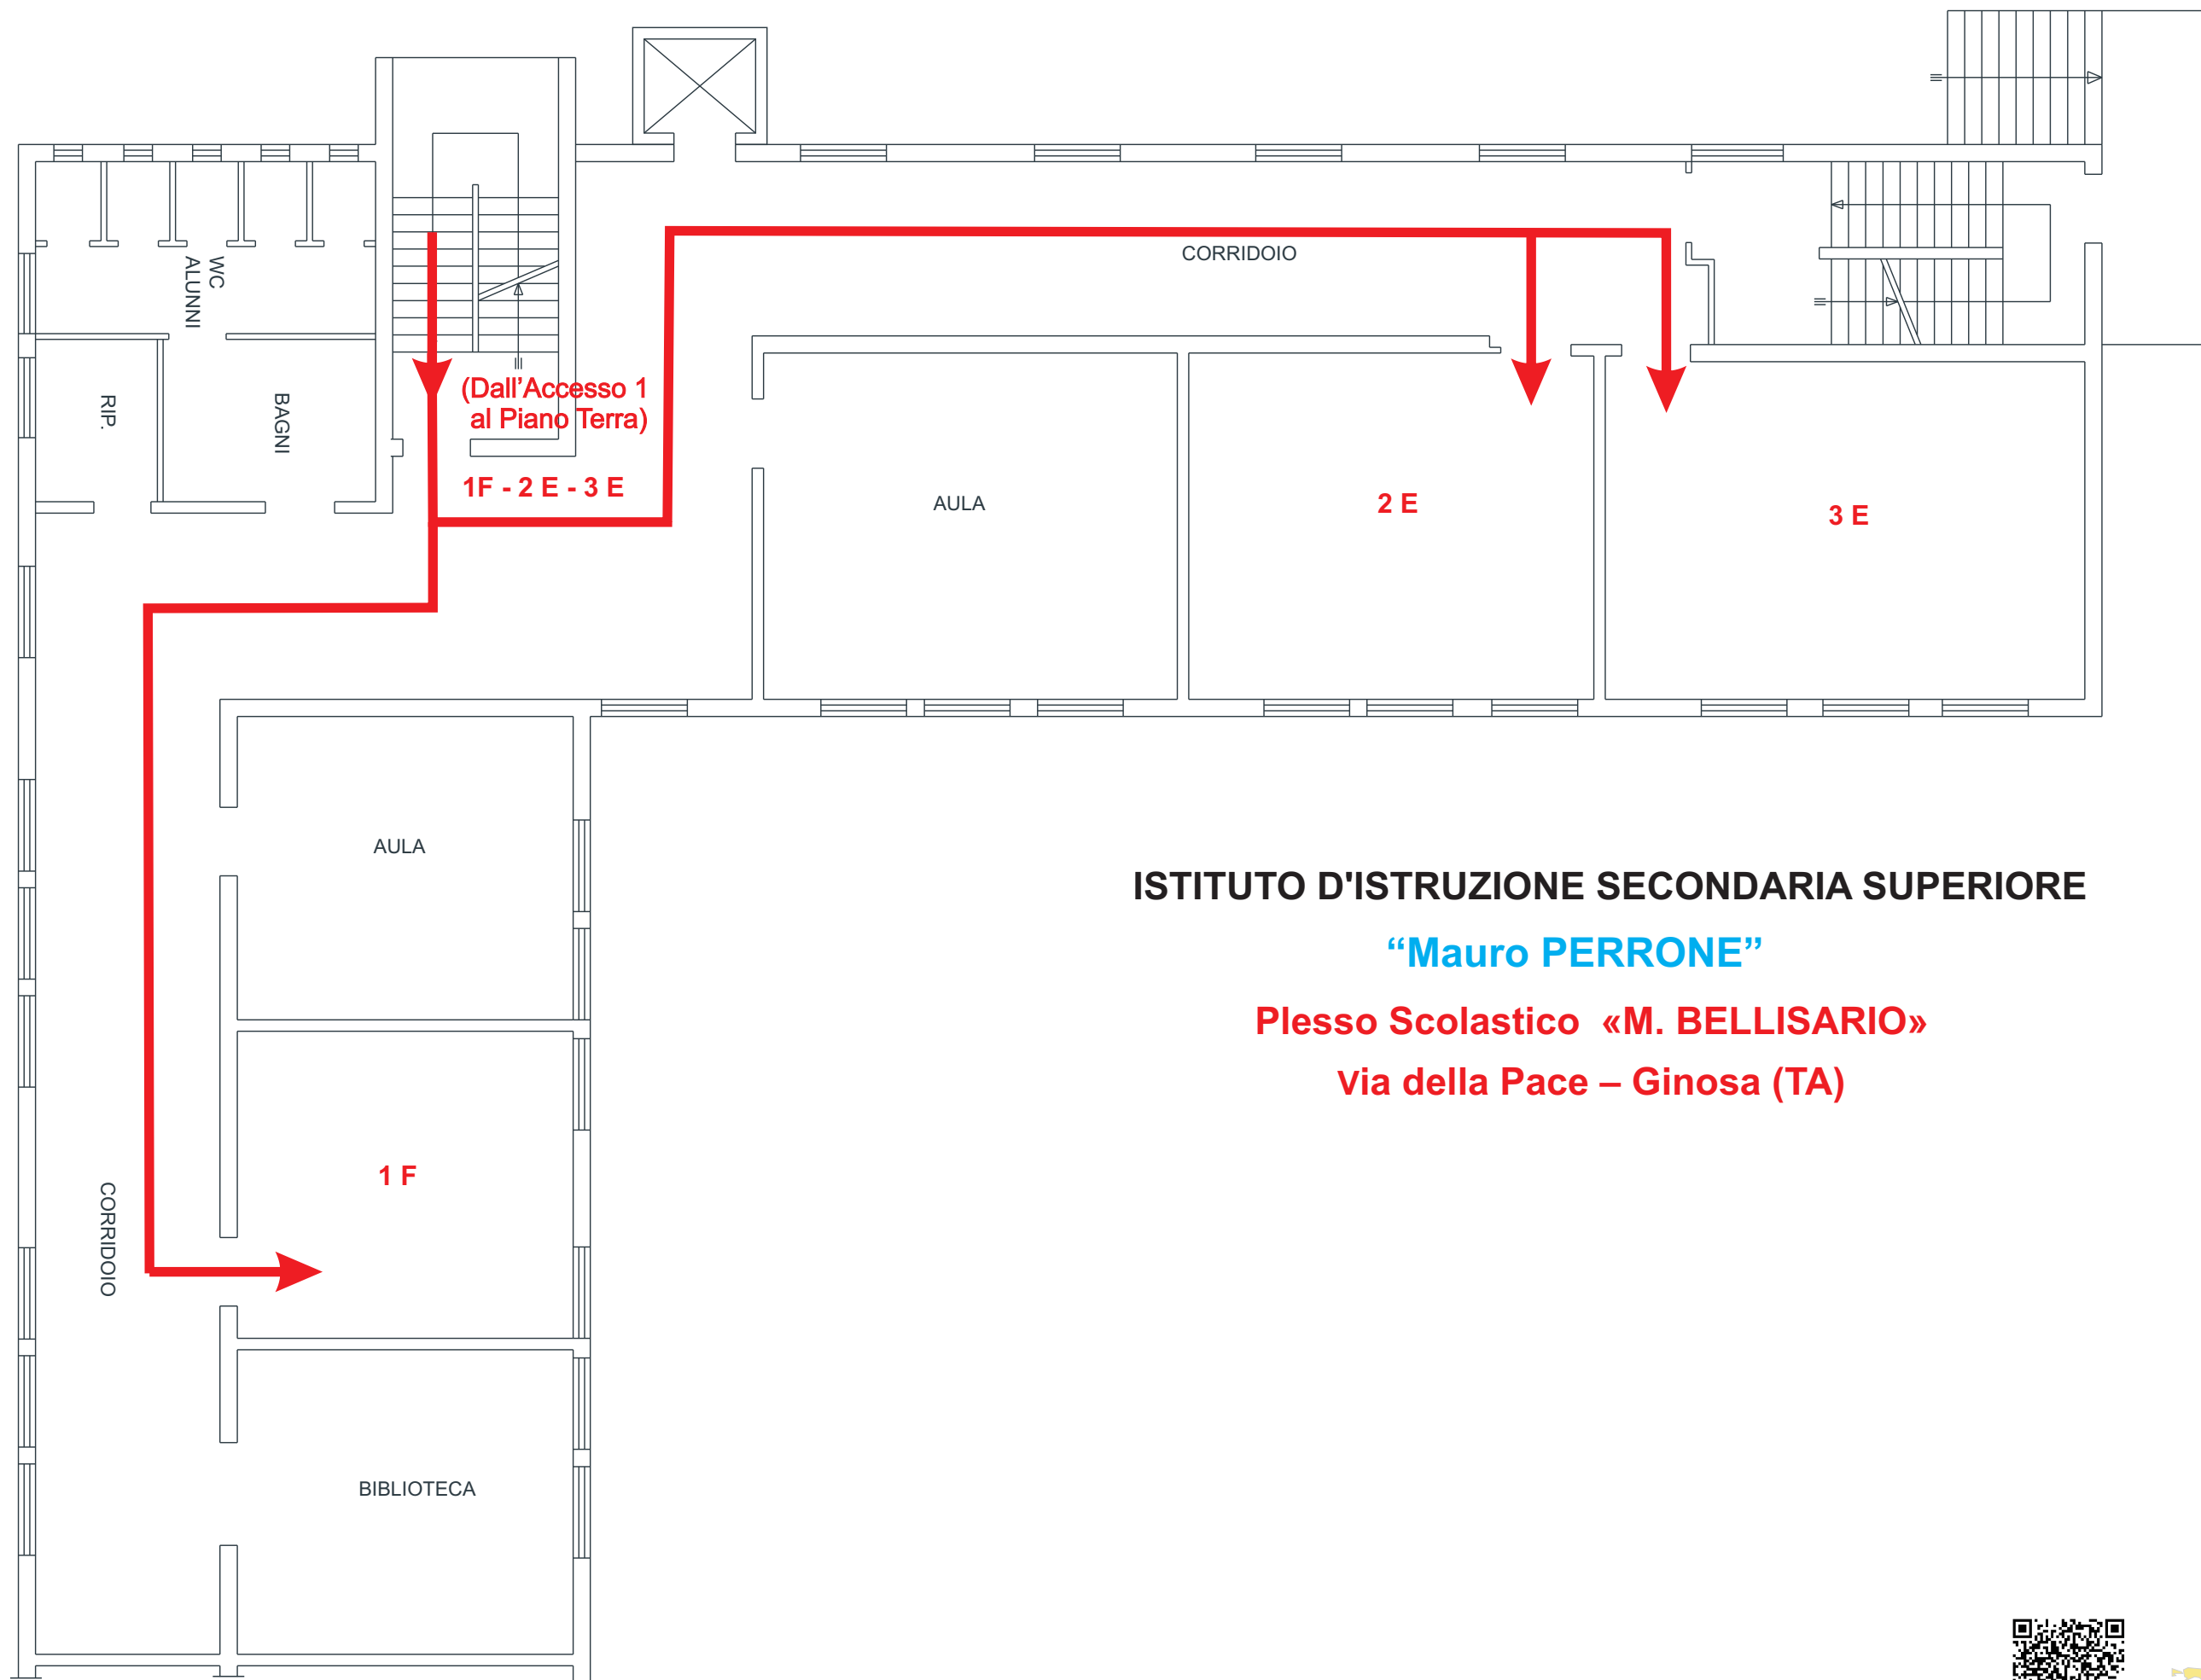 CORRIDOIO
WC
ALUNNI
RIP.
BAGNI
(Dall’Accesso 1
al Piano Terra)
1F - 2 E - 3 E
AULA
2 E
3 E
AULA
1 F
CORRIDOIO
BIBLIOTECA
ISTITUTO D'ISTRUZIONE SECONDARIA SUPERIORE
“Mauro PERRONE”
Plesso Scolastico «M. BELLISARIO»
Via della Pace – Ginosa (TA)